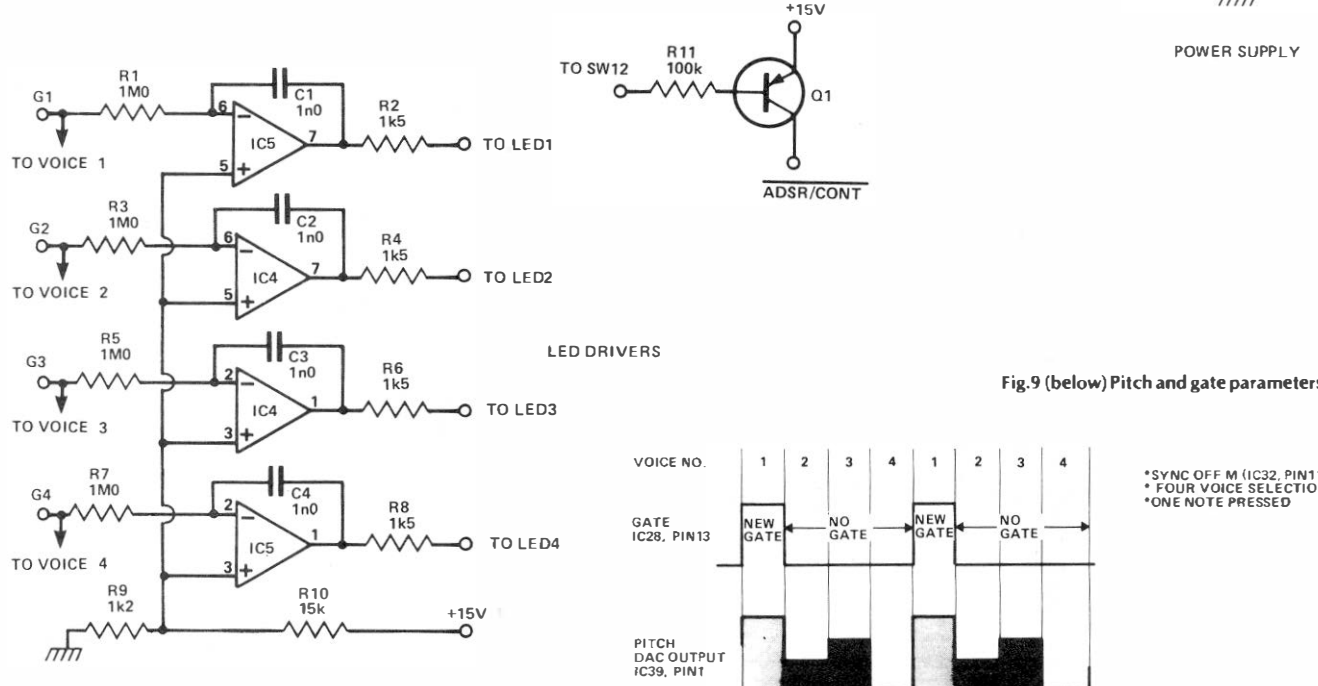 +15V
POWER SUPPLY
R11
100k
TO SW12
Q1
ADSR/CONT
R1
1M0
G1
C1
1n0
R2
1k5
6
−
IC5
7
TO LED1
5
+
TO VOICE 1
R3
1M0
G2
C2
1n0
R4
1k5
6
−
IC4
7
TO LED2
5
+
TO VOICE 2
LED DRIVERS
R5
1M0
G3
C3
1n0
R6
1k5
2
−
IC4
1
TO LED3
3
+
TO VOICE 3
R7
1M0
G4
C4
1n0
R8
1k5
2
−
IC5
1
TO LED4
3
+
TO VOICE 4
R9
1k2
R10
15k
+15V
Fig.9 (below) Pitch and gate parameters
VOICE NO. 1 2 3 4 1 2 3 4
*SYNC OFF M (IC32, PIN1
* FOUR VOICE SELECTIO
*ONE NOTE PRESSED
GATE
IC28, PIN13
NEW
GATE
NO
GATE
NEW
GATE
NO
GATE
PITCH
DAC OUTPUT
IC39, PIN1